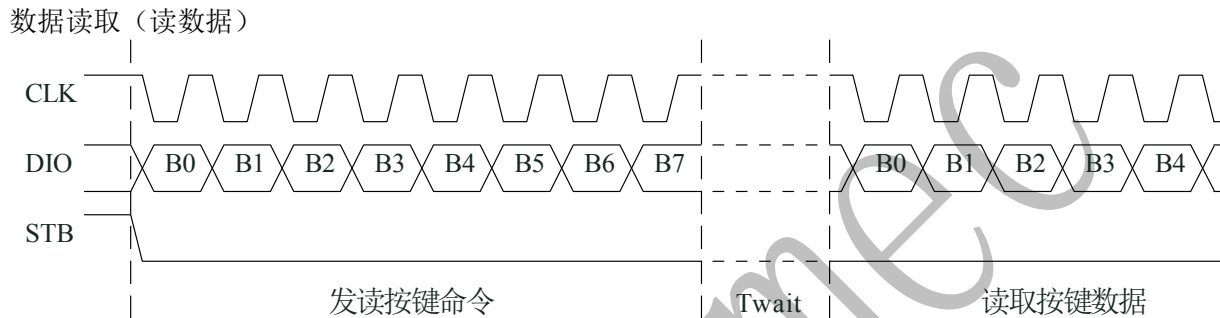 数据读取（读数据）
CLK
DIO B0 B1 B2 B3 B4 B5 B6 B7 B0 B1 B2 B3 B4
STB
发读按键命令 Twait 读取按键数据